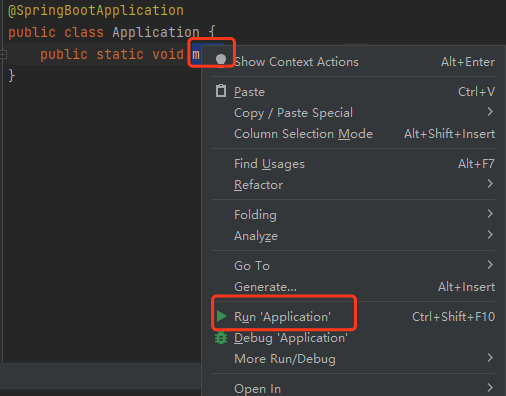 @SpringBootApplication
public class Application {
public static void m
}
Show Context Actions Alt+Enter
Paste Ctrl+V
Copy / Paste Special
Column Selection Mode Alt+Shift+Insert
Find Usages Alt+F7
Refactor
Folding
Analyze
Go To
Generate... Alt+Insert
Run 'Application' Ctrl+Shift+F10
Debug 'Application'
More Run/Debug
Open In